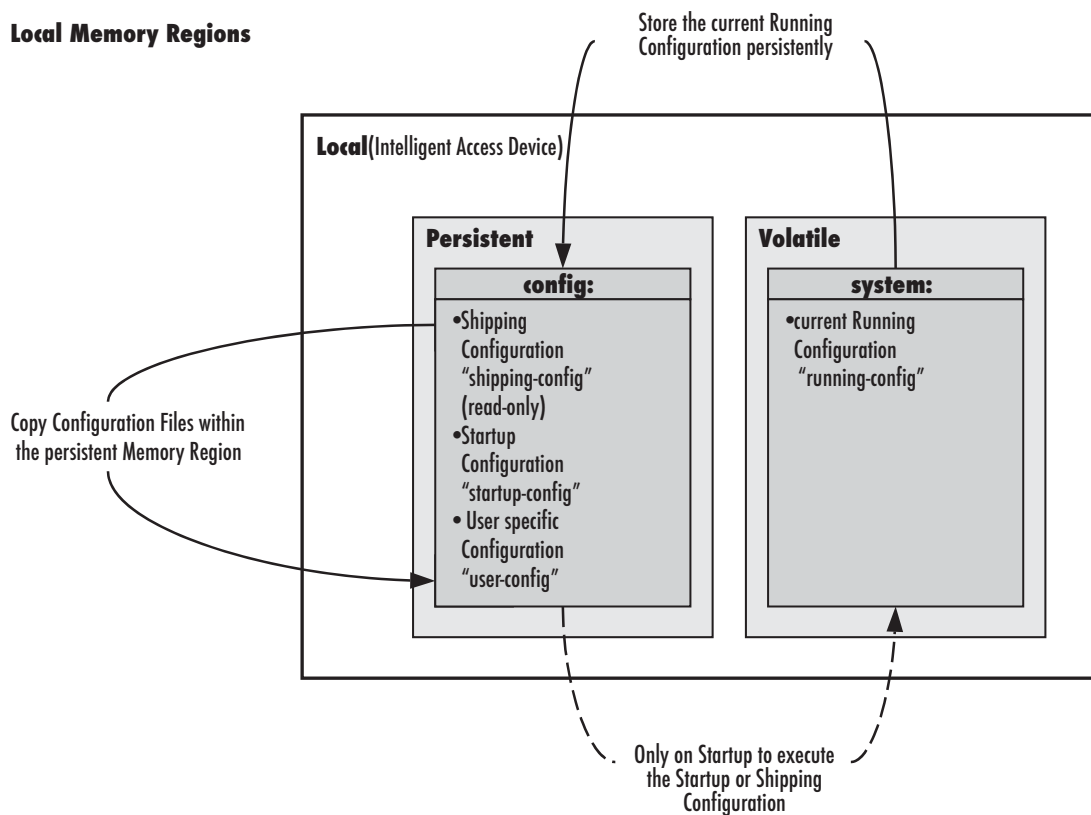 Local Memory Regions
Store the current Running
Configuration persistently
Local(Intelligent Access Device)
Persistent
config:
•Shipping
Configuration
“shipping-config”
(read-only)
•Startup
Configuration
“startup-config”
• User specific
Configuration
“user-config”
Volatile
system:
•current Running
Configuration
“running-config”
Copy Configuration Files within
the persistent Memory Region
Only on Startup to execute
the Startup or Shipping
Configuration